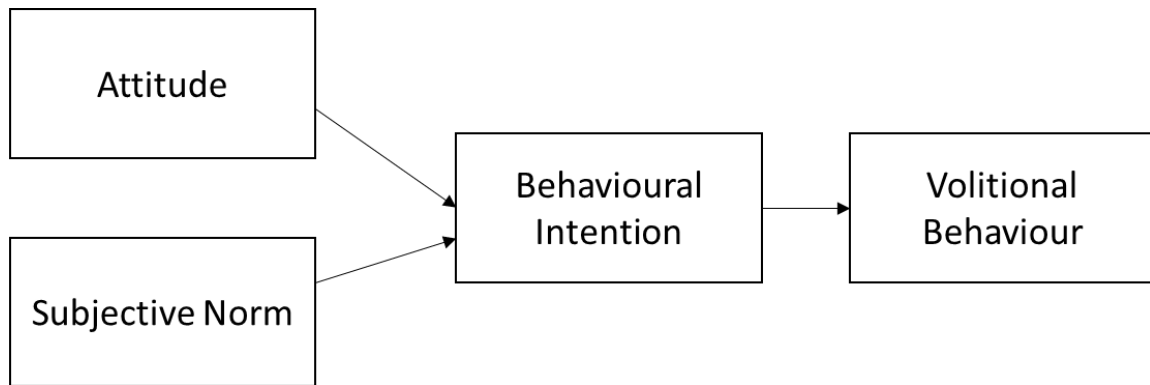 Attitude
Subjective Norm
Behavioural
Intention
Volitional
Behaviour